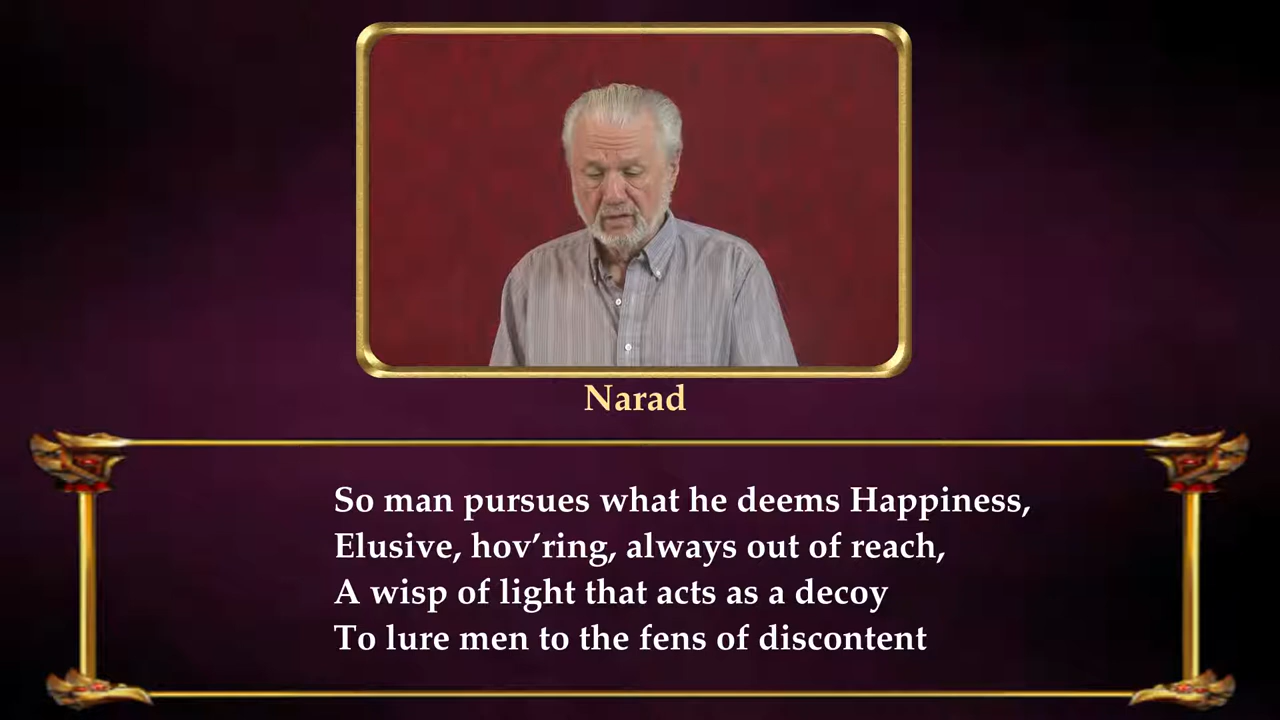 Narad
So man pursues what he deems Happiness,
Elusive, hov’ring, always out of reach,
A wisp of light that acts as a decoy
To lure men to the fens of discontent